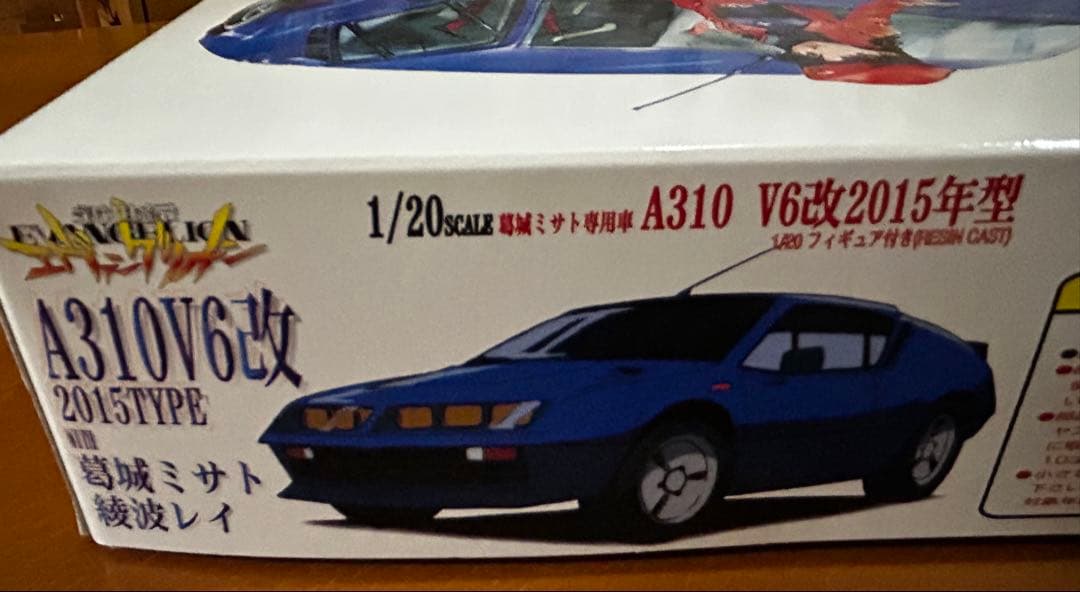 EVANGELION
1/20SCALE 葛城ミサト専用車 A310 V6改2015年型
1/20 フィギュア付き(RESIN CAST)
A310V6改
2015TYPE
WITH
葛城ミサト
綾波レイ